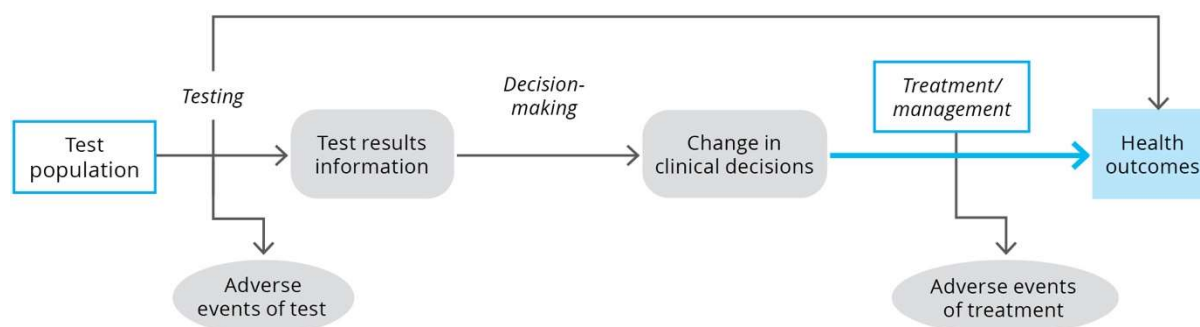 Testing
Decision-
making
Treatment/
management
Test
population
Test results
information
Change in
clinical decisions
Health
outcomes
Adverse
events of test
Adverse events
of treatment